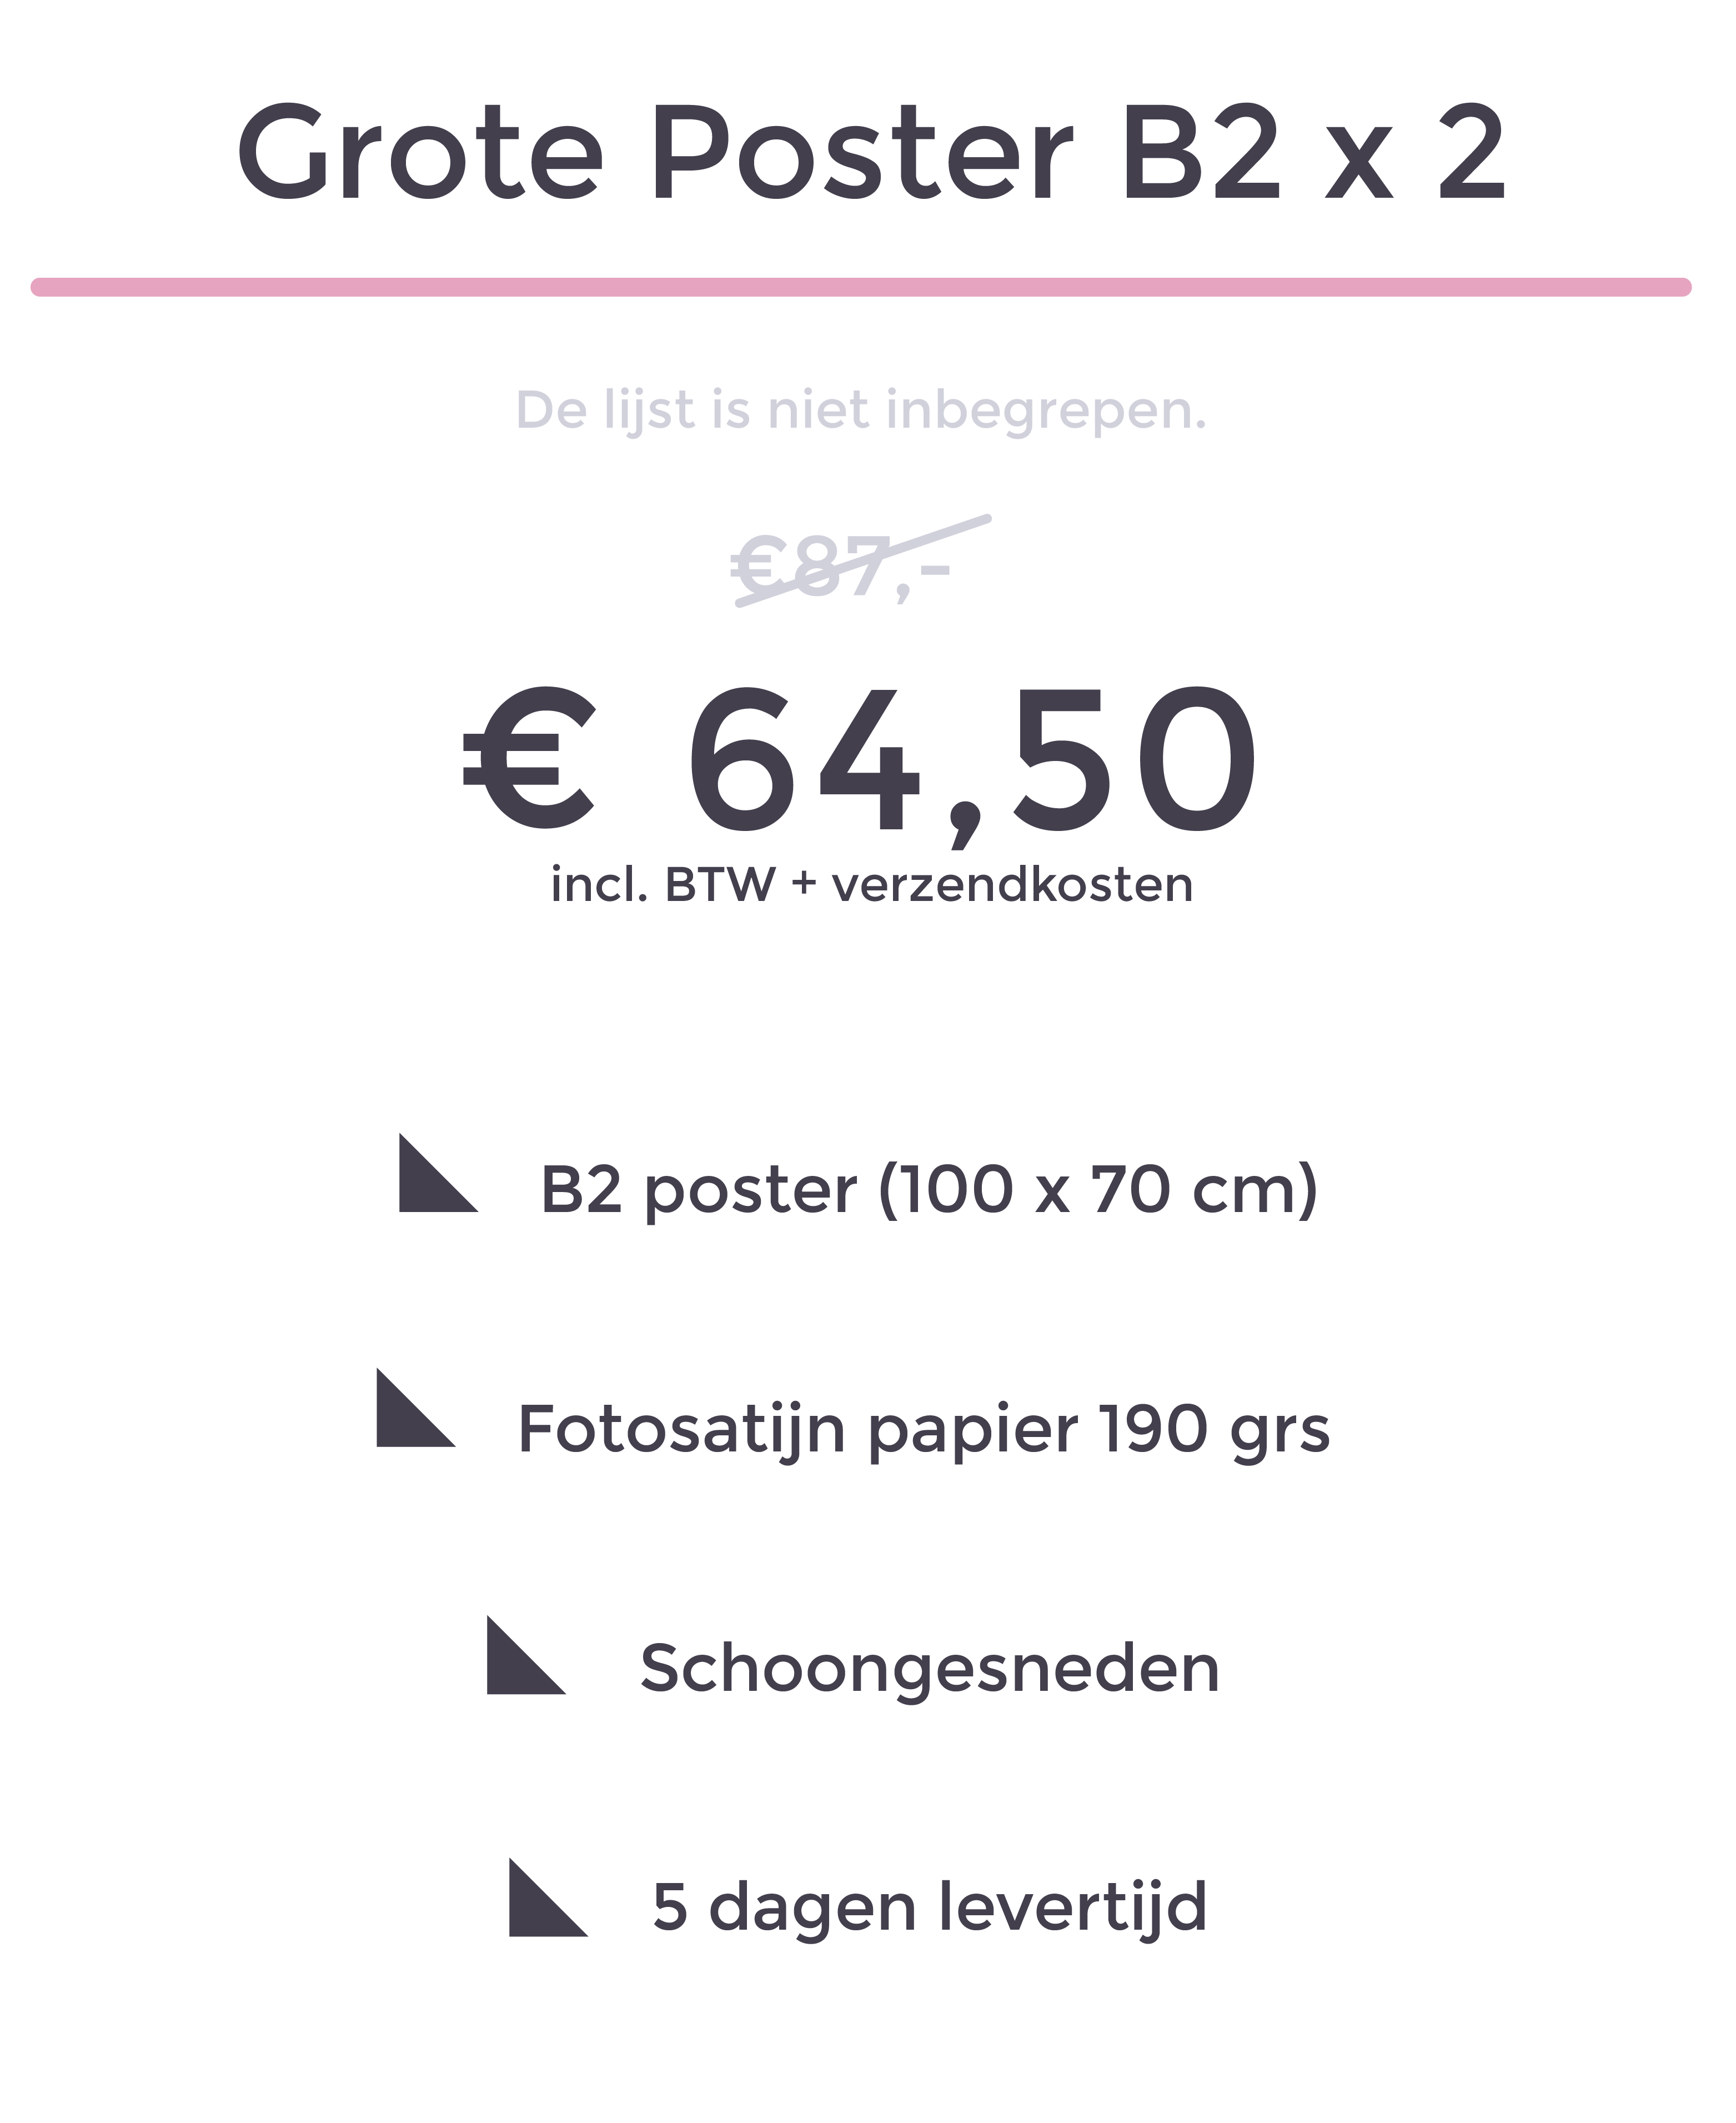 Grote Poster B2 x 2
De lijst is niet inbegrepen.
€87,-
€ 64,50
incl. BTW + verzendkosten
B2 poster (100 x 70 cm)
Fotosatijn papier 190 grs
Schoongesneden
5 dagen levertijd